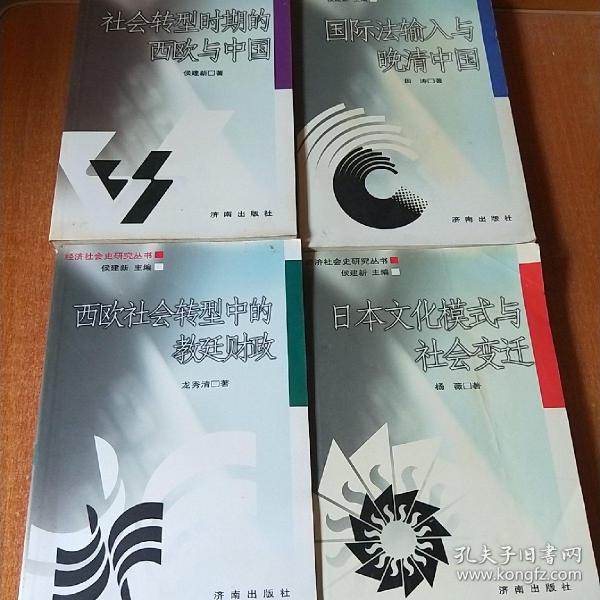 社会转型时期的
西欧与中国
侯建新□著
济南出版社
侯建新 主编
国际法输入与
晚清中国
田 涛□著
济南出版社
经济社会史研究丛书
侯建新 主编
西欧社会转型中的
教廷财政
龙秀清□著
济南出版社
经济社会史研究丛书
侯建新 主编
日本文化模式与
社会变迁
杨 薇□著
济南出版社
孔夫子旧书网
www.kongfz.com